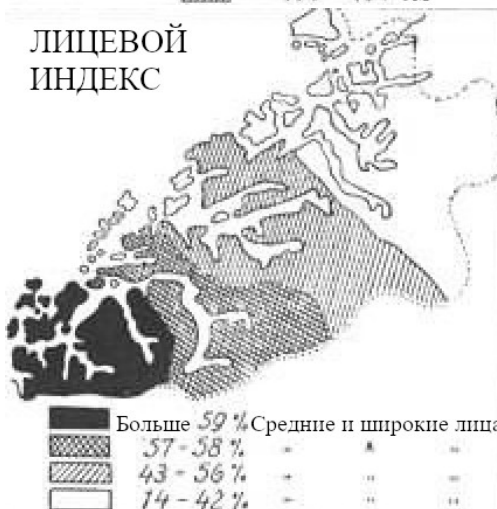 ЛИЦЕВОЙ
ИНДЕКС
Больше 59 % Средние и широкие лица
57 - 58 % " " "
43 - 56 % " " "
14 - 42 % " " "